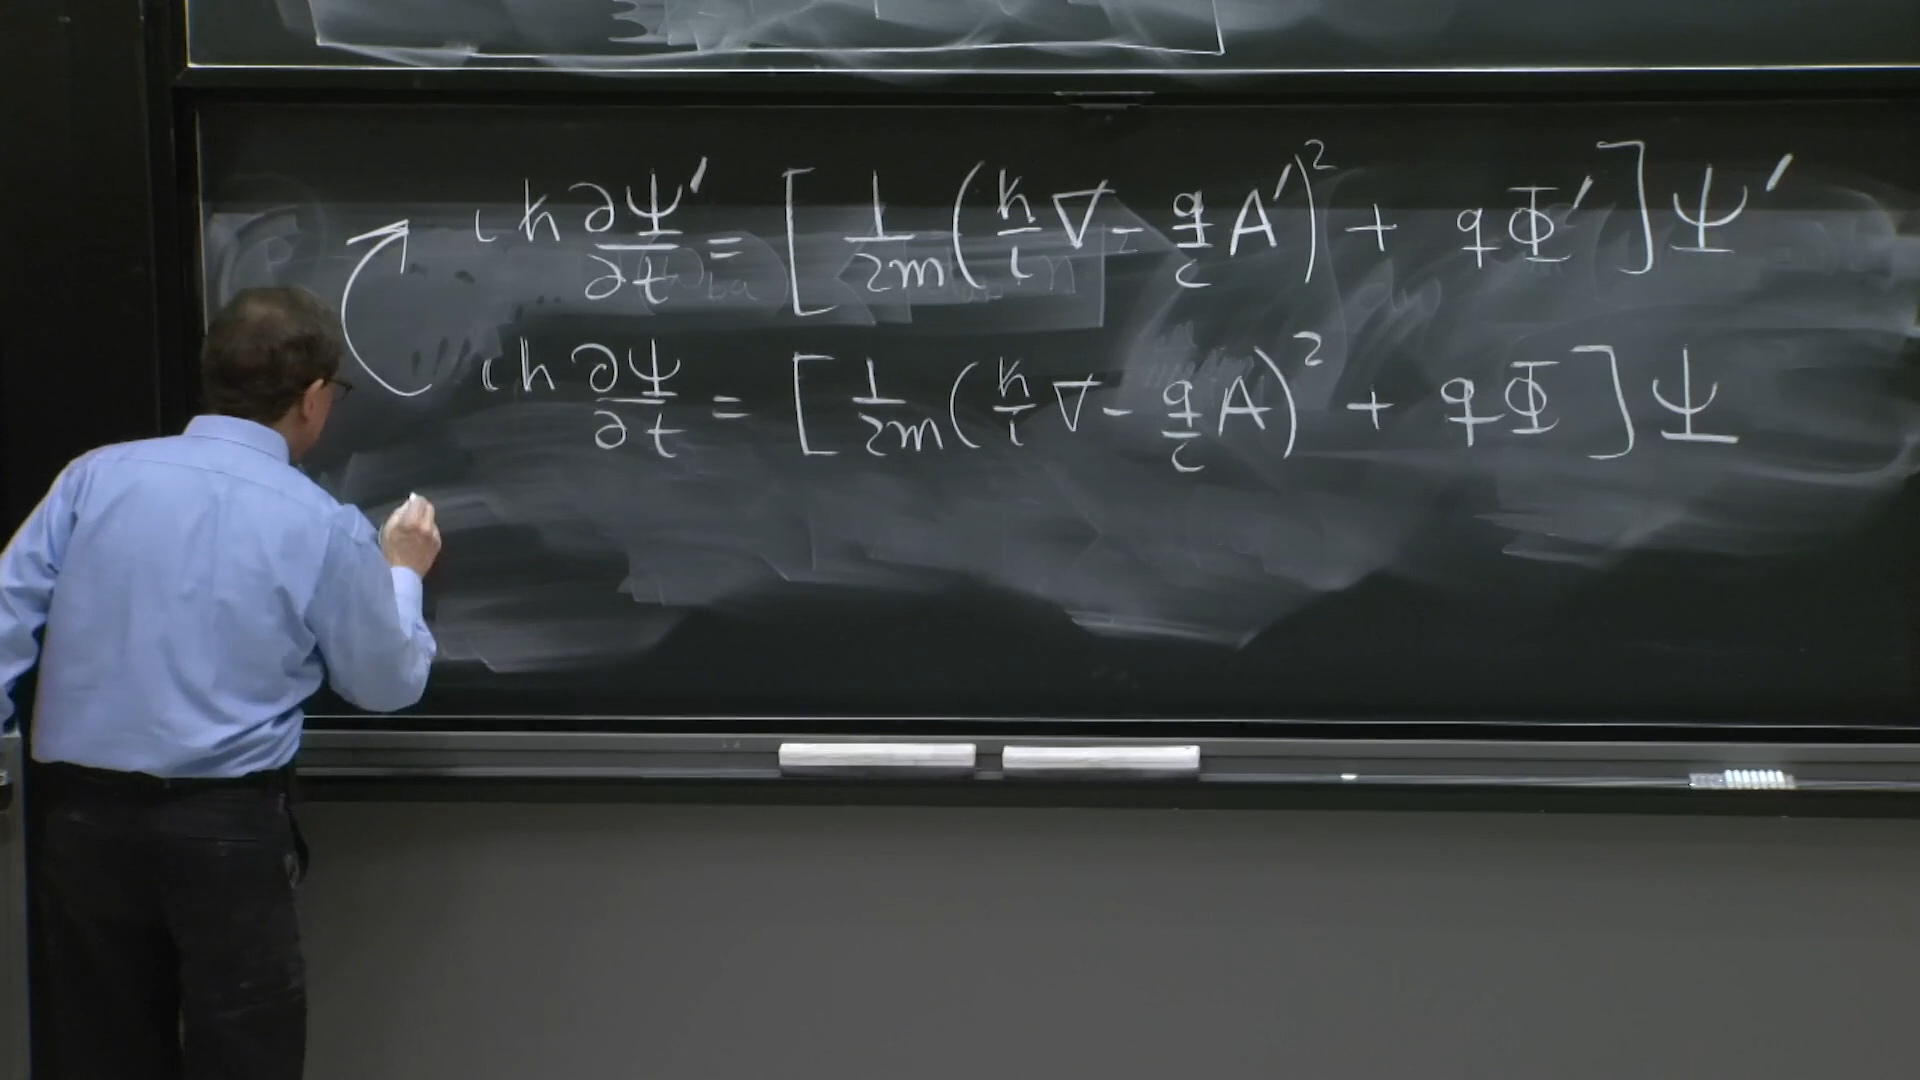 iħ ∂Ψ′/∂t = [ 1/2m ( ħ/i ∇ - q/c A′ )² + qΦ′ ] Ψ′
iħ ∂Ψ/∂t = [ 1/2m ( ħ/i ∇ - q/c A )² + qΦ ] Ψ